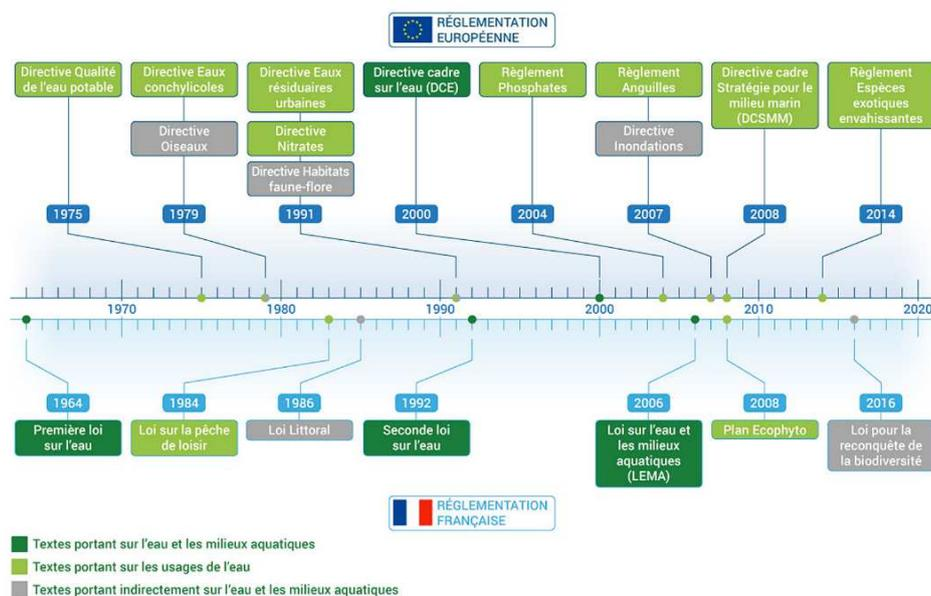 RÉGLEMENTATION
EUROPÉENNE
Directive Qualité
de l'eau potable
Directive Eaux
conchylicoles
Directive
Oiseaux
Directive Eaux
résiduaires
urbaines
Directive
Nitrates
Directive Habitats
faune-flore
Directive cadre
sur l'eau (DCE)
Règlement
Phosphates
Règlement
Anguilles
Directive
Inondations
Directive cadre
Stratégie pour le
milieu marin
(DCSMM)
Règlement
Espèces
exotiques
envahissantes
1975
1979
1991
2000
2004
2007
2008
2014
1970
1980
1990
2000
2010
2020
1964
1984
1986
1992
2006
2008
2016
Première loi
sur l'eau
Loi sur la pêche
de loisir
Loi Littoral
Seconde loi
sur l'eau
Loi sur l'eau et
les milieux
aquatiques
(LEMA)
Plan Ecophyto
Loi pour la
reconquête de
la biodiversité
RÉGLEMENTATION
FRANÇAISE
Textes portant sur l'eau et les milieux aquatiques
Textes portant sur les usages de l'eau
Textes portant indirectement sur l'eau et les milieux aquatiques